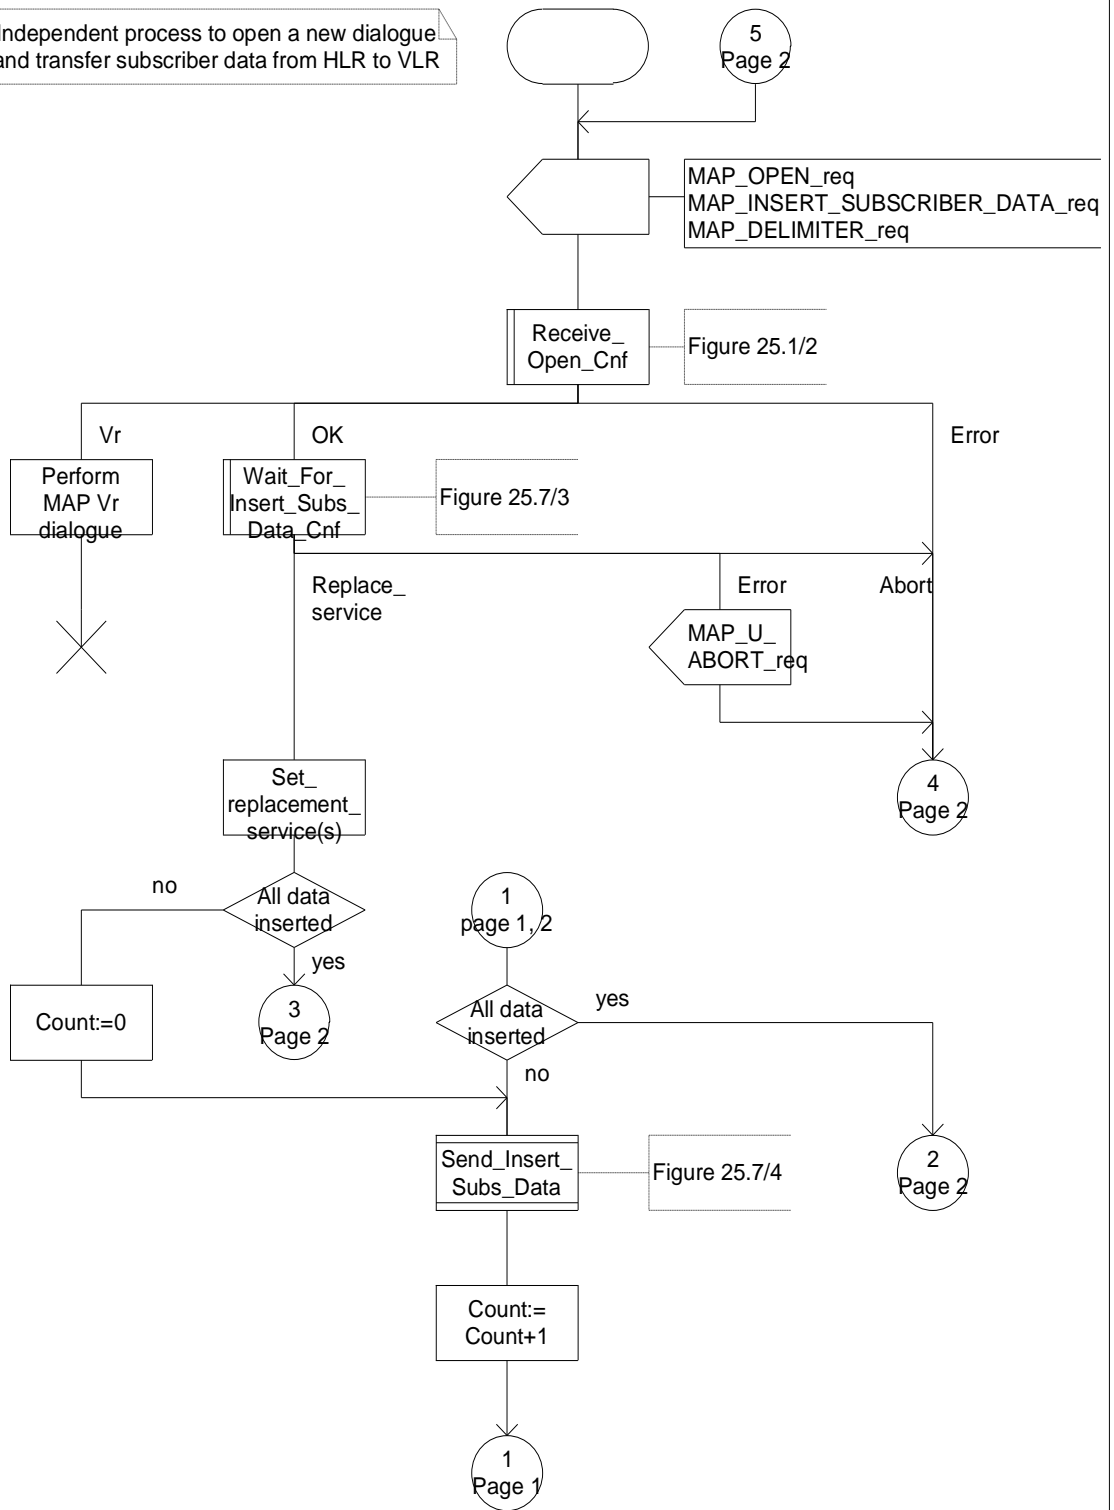 Independent process to open a new dialogue
and transfer subscriber data from HLR to VLR
5
Page 2
MAP_OPEN_req
MAP_INSERT_SUBSCRIBER_DATA_req
MAP_DELIMITER_req
Receive_
Open_Cnf
Figure 25.1/2
Vr
OK
Error
Perform
MAP Vr
dialogue
Wait_For_
Insert_Subs_
Data_Cnf
Figure 25.7/3
Replace_
service
Error
Abort
MAP_U_
ABORT_req
Set_
replacement_
service(s)
4
Page 2
no
All data
inserted
yes
1
page 1, 2
Count:=0
3
Page 2
All data
inserted
yes
no
Send_Insert_
Subs_Data
Figure 25.7/4
2
Page 2
Count:=
Count+1
1
Page 1